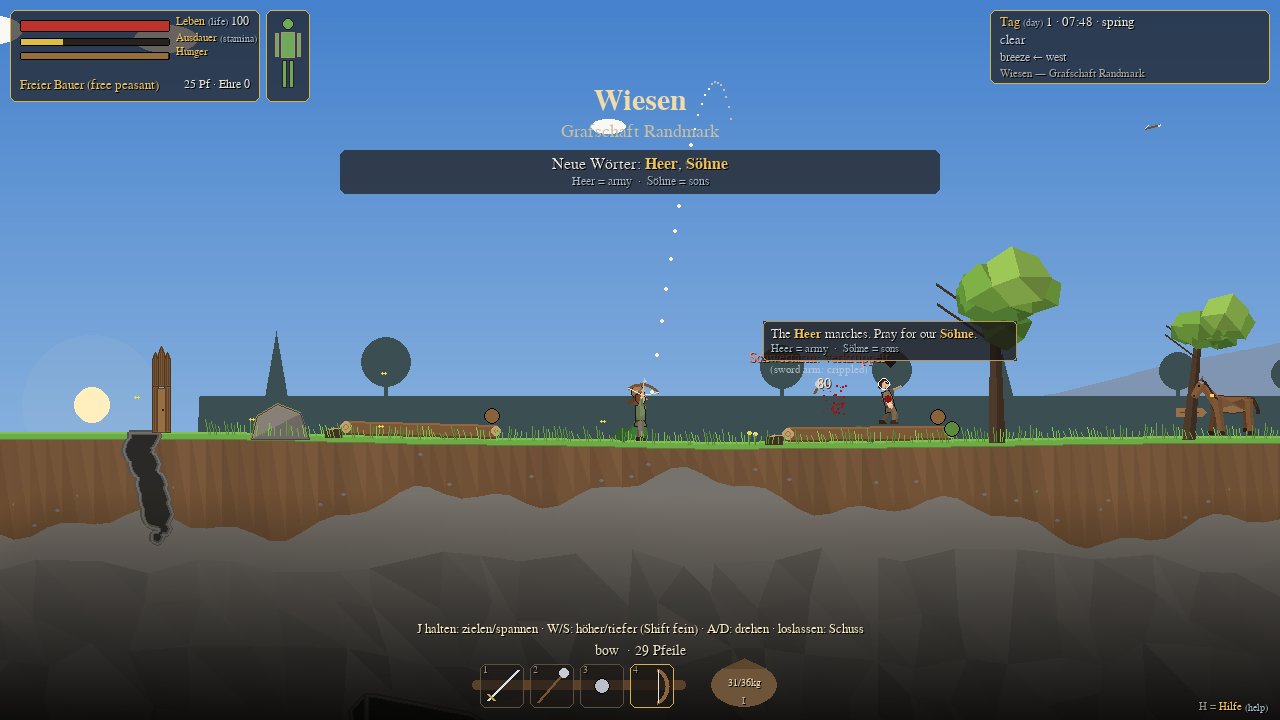 Leben (life) 100
Ausdauer (stamina)
Hunger
Freier Bauer (free peasant) 25 Pf · Ehre 0
Tag (day) 1 · 07:48 · spring
clear
breeze ← west
Wiesen — Grafschaft Randmark
Wiesen
Grafschaft Randmark
Neue Wörter: Heer, Söhne
Heer = army · Söhne = sons
The Heer marches. Pray for our Söhne.
Heer = army · Söhne = sons
(sword arm: crippled)
80
J halten: zielen/spannen · W/S: höher/tiefer (Shift fein) · A/D: drehen · loslassen: Schuss
bow · 29 Pfeile
1 2 3 4
31/36kg
I
H = Hilfe (help)